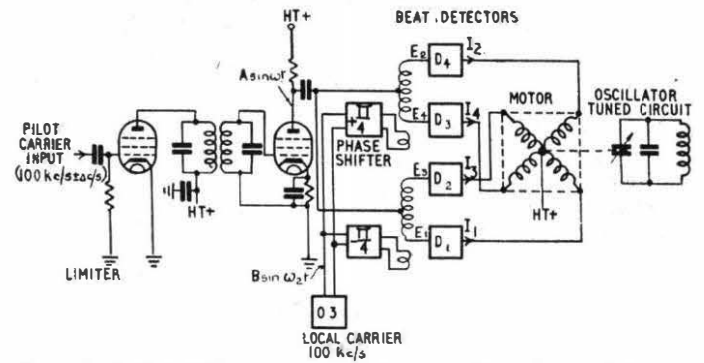 BEAT DETECTORS
HT+
A sin ωt
E2
D4
I2
E4
D3
I4
MOTOR
OSCILLATOR
TUNED CIRCUIT
PILOT
CARRIER
INPUT
(100 kc/s±Δc/s)
+π/4
PHASE
SHIFTER
E3
D2
I3
HT+
HT+
E1
D1
I1
-π/4
LIMITER
B sin ω2t
O3
LOCAL CARRIER
100 kc/s